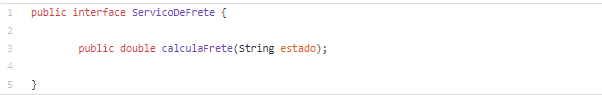 1 public interface ServicoDeFrete {
2
3 public double calculaFrete(String estado);
4
5 }